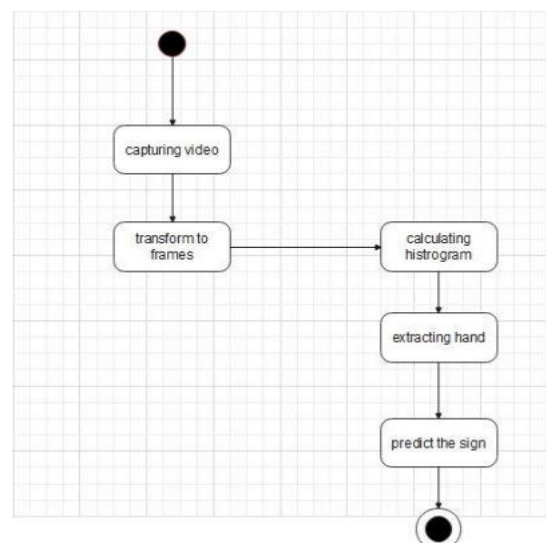 capturing video
transform to
frames
calculating
histrogram
extracting hand
predict the sign